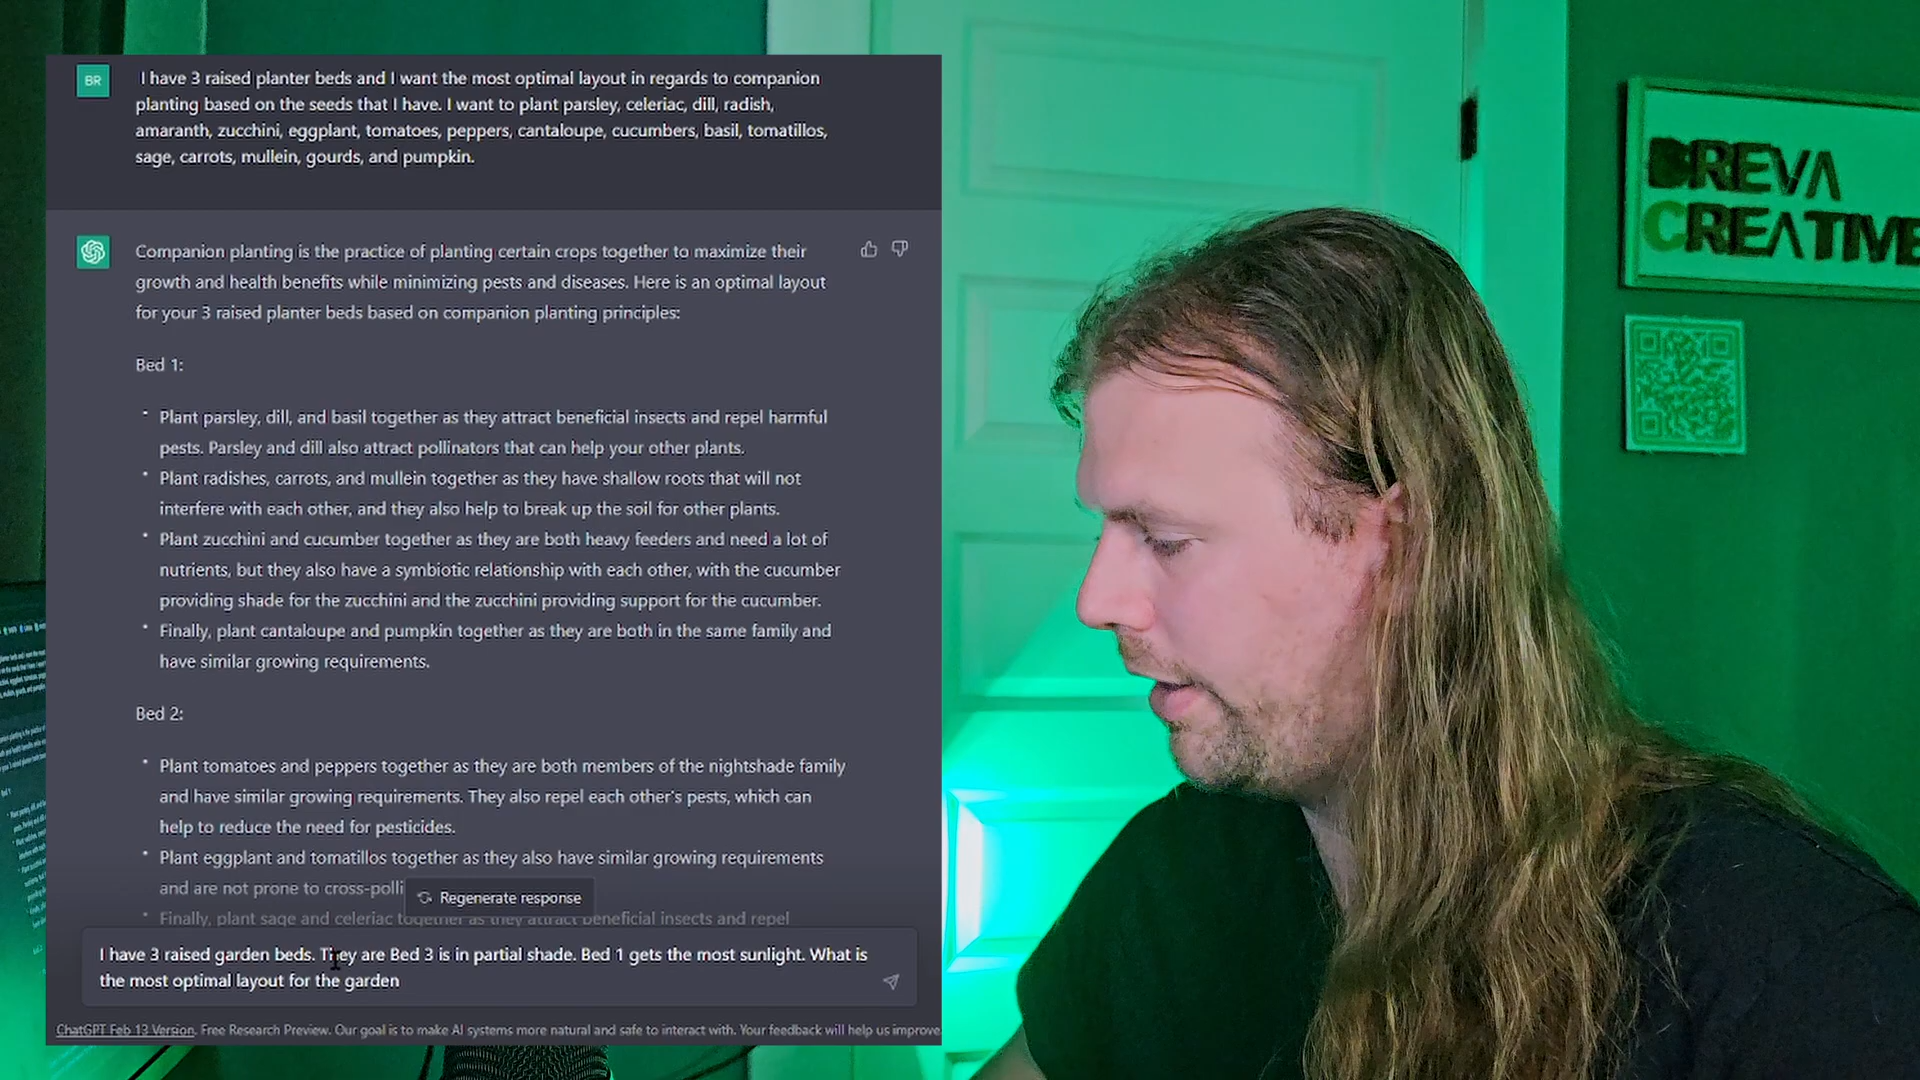 BR
I have 3 raised planter beds and I want the most optimal layout in regards to companion
planting based on the seeds that I have. I want to plant parsley, celeriac, dill, radish,
amaranth, zucchini, eggplant, tomatoes, peppers, cantaloupe, cucumbers, basil, tomatillos,
sage, carrots, mullein, gourds, and pumpkin.
Companion planting is the practice of planting certain crops together to maximize their
growth and health benefits while minimizing pests and diseases. Here is an optimal layout
for your 3 raised planter beds based on companion planting principles:
Bed 1:
• Plant parsley, dill, and basil together as they attract beneficial insects and repel harmful
pests. Parsley and dill also attract pollinators that can help your other plants.
• Plant radishes, carrots, and mullein together as they have shallow roots that will not
interfere with each other, and they also help to break up the soil for other plants.
• Plant zucchini and cucumber together as they are both heavy feeders and need a lot of
nutrients, but they also have a symbiotic relationship with each other, with the cucumber
providing shade for the zucchini and the zucchini providing support for the cucumber.
• Finally, plant cantaloupe and pumpkin together as they are both in the same family and
have similar growing requirements.
Bed 2:
• Plant tomatoes and peppers together as they are both members of the nightshade family
and have similar growing requirements. They also repel each other's pests, which can
help to reduce the need for pesticides.
• Plant eggplant and tomatillos together as they also have similar growing requirements
and are not prone to cross-polli
Regenerate response
• Finally, plant sage and celeriac together as they attract beneficial insects and repel
I have 3 raised garden beds. They are Bed 3 is in partial shade. Bed 1 gets the most sunlight. What is
the most optimal layout for the garden
ChatGPT Feb 13 Version. Free Research Preview. Our goal is to make AI systems more natural and safe to interact with. Your feedback will help us improve.
BREVA
CREATIVE